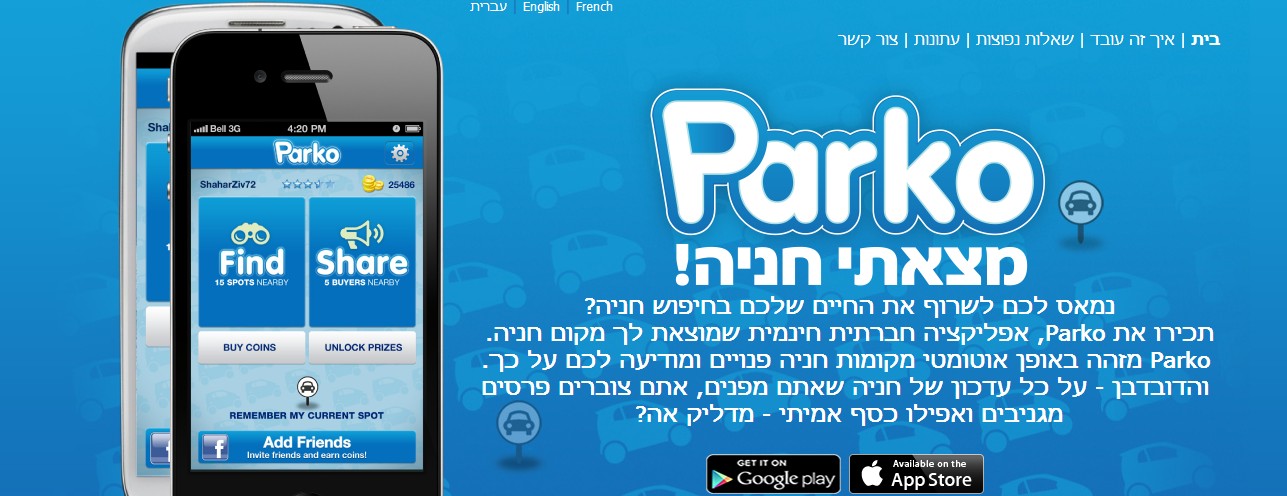 עברית | English | French
בית | איך זה עובד | שאלות נפוצות | עתונות | צור קשר
Parko
מצאתי חניה!
נמאס לכם לשרוף את החיים שלכם בחיפוש חניה?
תכירו את Parko, אפליקציה חברתית חינמית שמוצאת לך מקום חניה.
Parko מזהה באופן אוטומטי מקומות חניה פנויים ומודיעה לכם על כך.
והדובדבן - על כל עדכון של חניה שאתם מפנים, אתם צוברים פרסים
מגניבים ואפילו כסף אמיתי - מדליק אה?
GET IT ON
Google play
Available on the
App Store
Bell 3G 4:20 PM
Parko
ShaharZiv72 25486
Find
15 SPOTS NEARBY
Share
5 BUYERS NEARBY
BUY COINS
UNLOCK PRIZES
REMEMBER MY CURRENT SPOT
f
Add Friends
Invite friends and earn coins!
Sha